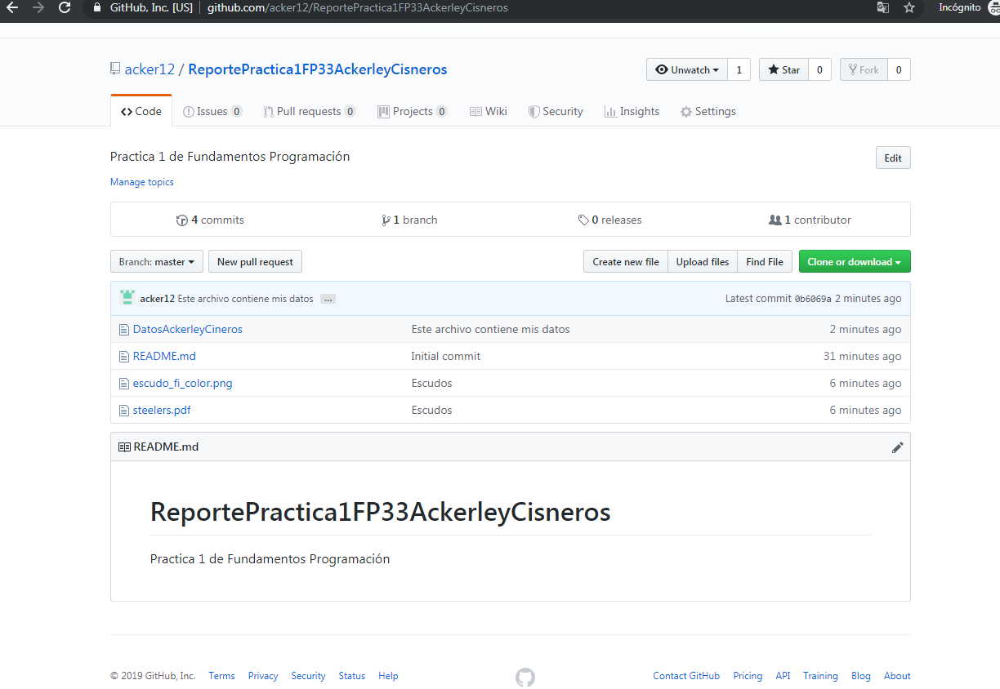 GitHub, Inc. [US] github.com/acker12/ReportePractica1FP33AckerleyCisneros Incógnito
acker12 / ReportePractica1FP33AckerleyCisneros Unwatch 1 Star 0 Fork 0
Code Issues 0 Pull requests 0 Projects 0 Wiki Security Insights Settings
Practica 1 de Fundamentos Programación Edit
Manage topics
4 commits 1 branch 0 releases 1 contributor
Branch: master New pull request Create new file Upload files Find File Clone or download
acker12 Este archivo contiene mis datos ... Latest commit 0b6069a 2 minutes ago
DatosAckerleyCineros Este archivo contiene mis datos 2 minutes ago
README.md Initial commit 31 minutes ago
escudo_fi_color.png Escudos 6 minutes ago
steelers.pdf Escudos 6 minutes ago
README.md
ReportePractica1FP33AckerleyCisneros
Practica 1 de Fundamentos Programación
© 2019 GitHub, Inc. Terms Privacy Security Status Help Contact GitHub Pricing API Training Blog About